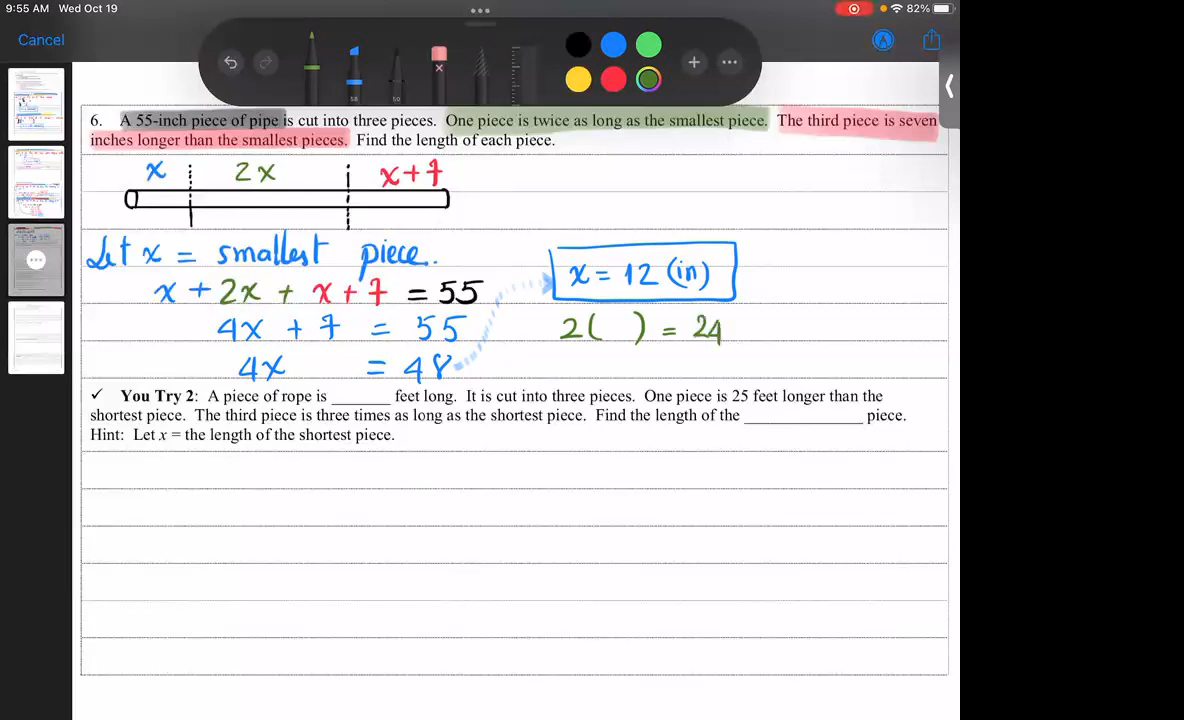 9:55 AM Wed Oct 19
82%
Cancel
58
50
6. A 55-inch piece of pipe is cut into three pieces. One piece is twice as long as the smallest piece. The third piece is seven
inches longer than the smallest pieces. Find the length of each piece.
x 2x x+7
Let x = smallest piece.
x + 2x + x+7 = 55
4x + 7 = 55
4x = 48
x = 12 (in)
2( ) = 24
✓ You Try 2: A piece of rope is ______ feet long. It is cut into three pieces. One piece is 25 feet longer than the
shortest piece. The third piece is three times as long as the shortest piece. Find the length of the ____________ piece.
Hint: Let x = the length of the shortest piece.